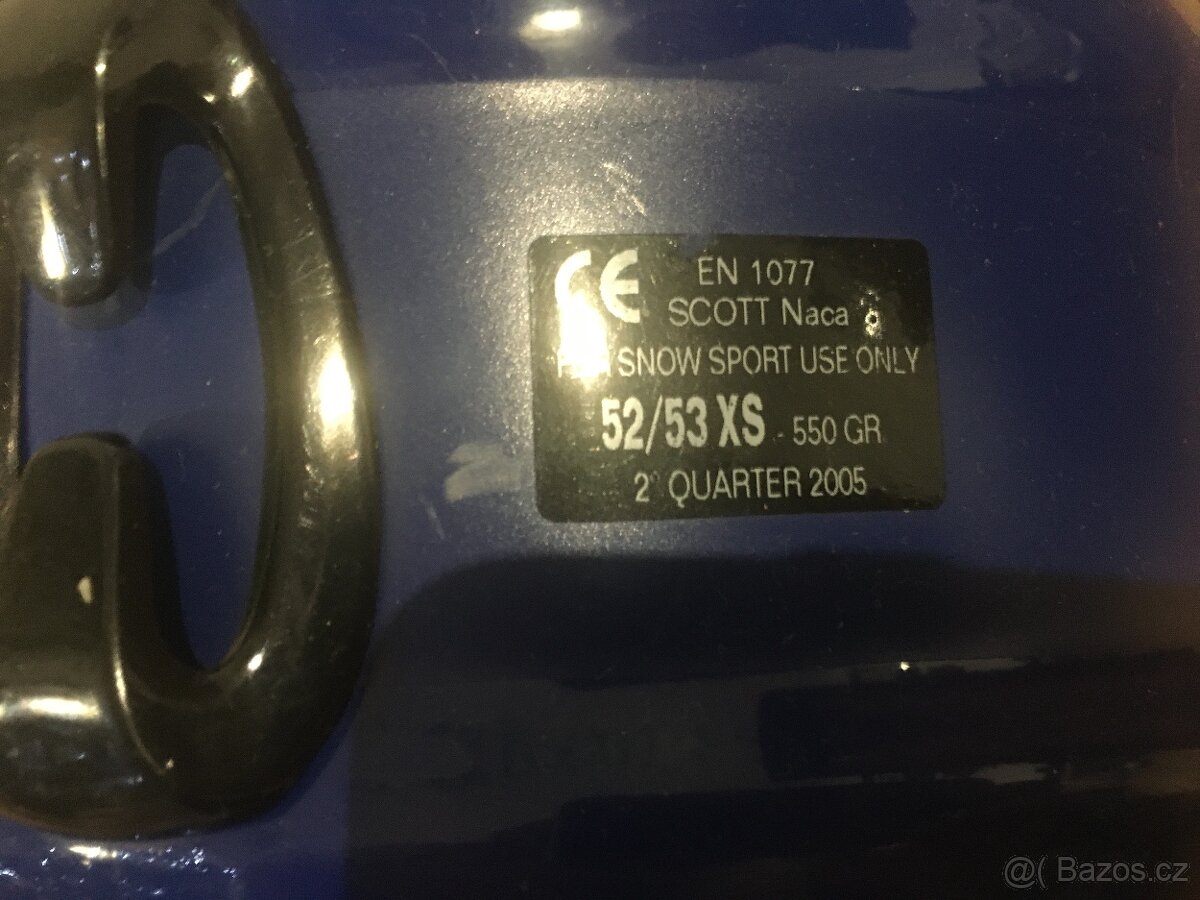 CE EN 1077
SCOTT Naca
SNOW SPORT USE ONLY
52/53 XS - 550 GR
2° QUARTER 2005
@( Bazos.cz